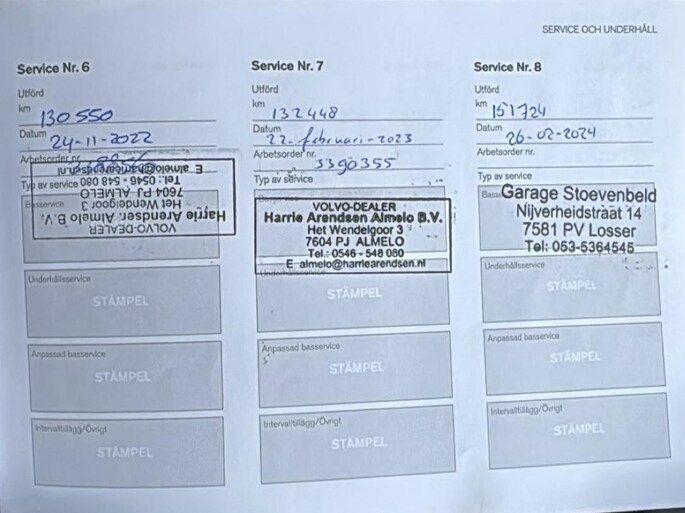 SERVICE OCH UNDERHÅLL
Service Nr. 6
Utförd
km 130 550
Datum 24-11-2022
Arbetsorder nr.
Typ av service
Basservice
VOLVO-DEALER
Harrie Arendsen Almelo B.V.
Het Wendelgoor 3
7604 PJ ALMELO
Tel.: 0546 - 548 080
E almelo@harriearendsen.nl
Underhållsservice
STÄMPEL
Anpassad basservice
STÄMPEL
Intervalltillägg/Övrigt
STÄMPEL
Service Nr. 7
Utförd
km 132448
Datum 22-februari-2023
Arbetsorder nr. 3390355
Typ av service
VOLVO-DEALER
Harrie Arendsen Almelo B.V.
Het Wendelgoor 3
7604 PJ ALMELO
Tel.: 0546 - 548 080
E almelo@harriearendsen.nl
STÄMPEL
Anpassad basservice
STÄMPEL
Intervalltillägg/Övrigt
STÄMPEL
Service Nr. 8
Utförd
km 151724
Datum 26-02-2024
Arbetsorder nr.
Typ av service
Garage Stoevenbeld
Nijverheidstraat 14
7581 PV Losser
Tel: 053-5364545
Underhållsservice
STÄMPEL
Anpassad basservice
STÄMPEL
Intervalltillägg/Övrigt
STÄMPEL